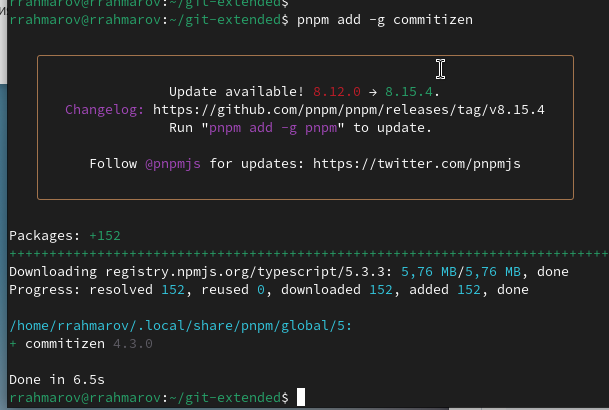 rrahmarov@rrahmarov:~/git-extended$
rrahmarov@rrahmarov:~/git-extended$ pnpm add -g commitizen
Update available! 8.12.0 → 8.15.4.
Changelog: https://github.com/pnpm/pnpm/releases/tag/v8.15.4
Run "pnpm add -g pnpm" to update.
Follow @pnpmjs for updates: https://twitter.com/pnpmjs
Packages: +152
++++++++++++++++++++++++++++++++++++++++++++++++++++++++++++++++++++++++++
Downloading registry.npmjs.org/typescript/5.3.3: 5,76 MB/5,76 MB, done
Progress: resolved 152, reused 0, downloaded 152, added 152, done
/home/rrahmarov/.local/share/pnpm/global/5:
+ commitizen 4.3.0
Done in 6.5s
rrahmarov@rrahmarov:~/git-extended$